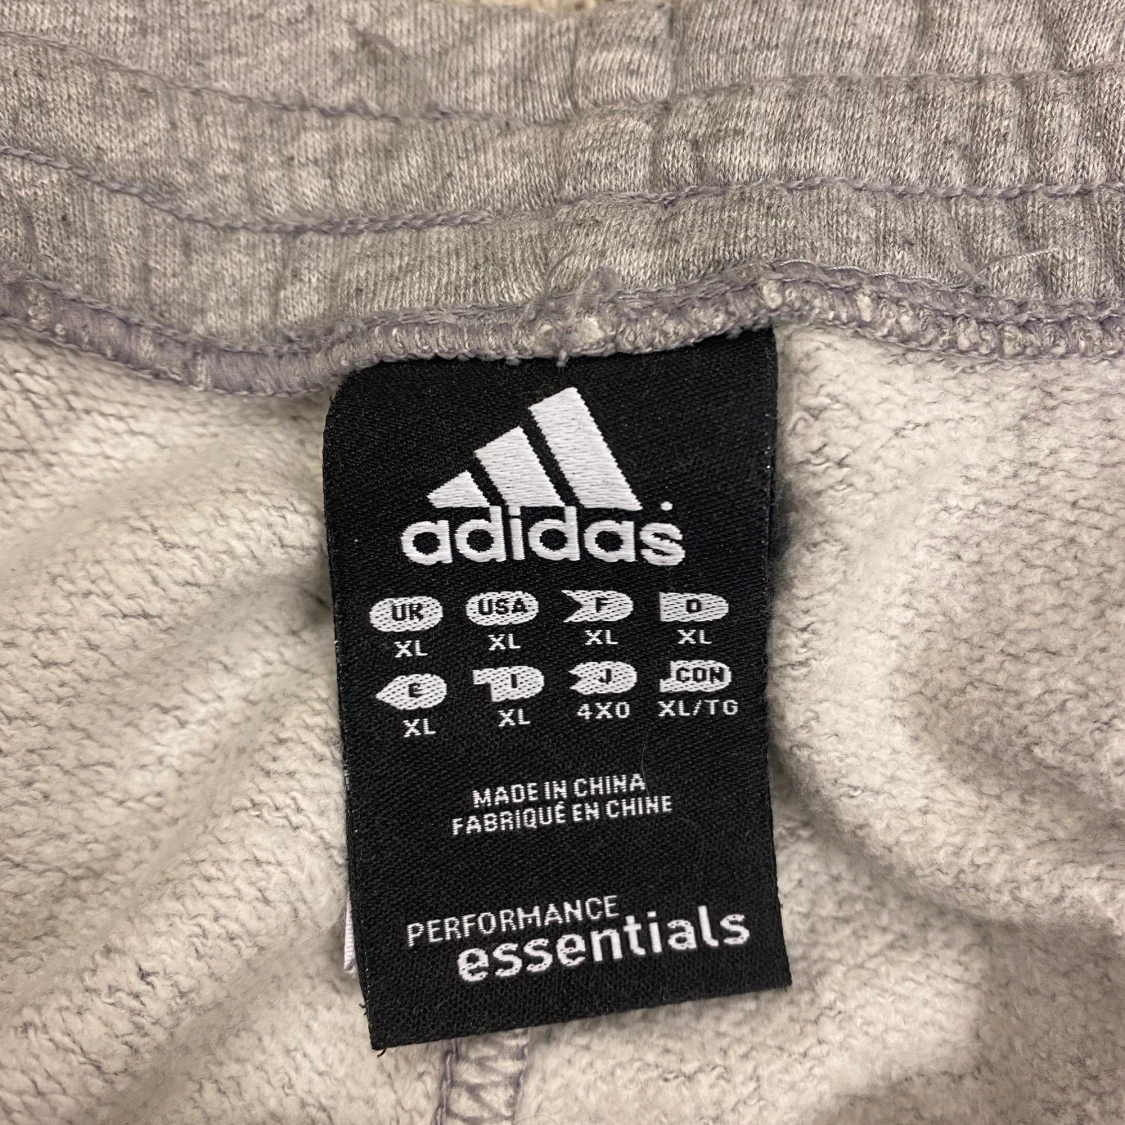 adidas
UK USA F D
XL XL XL XL
E I J CON
XL XL 4XO XL/TG
MADE IN CHINA
FABRIQUÉ EN CHINE
PERFORMANCE
essentials